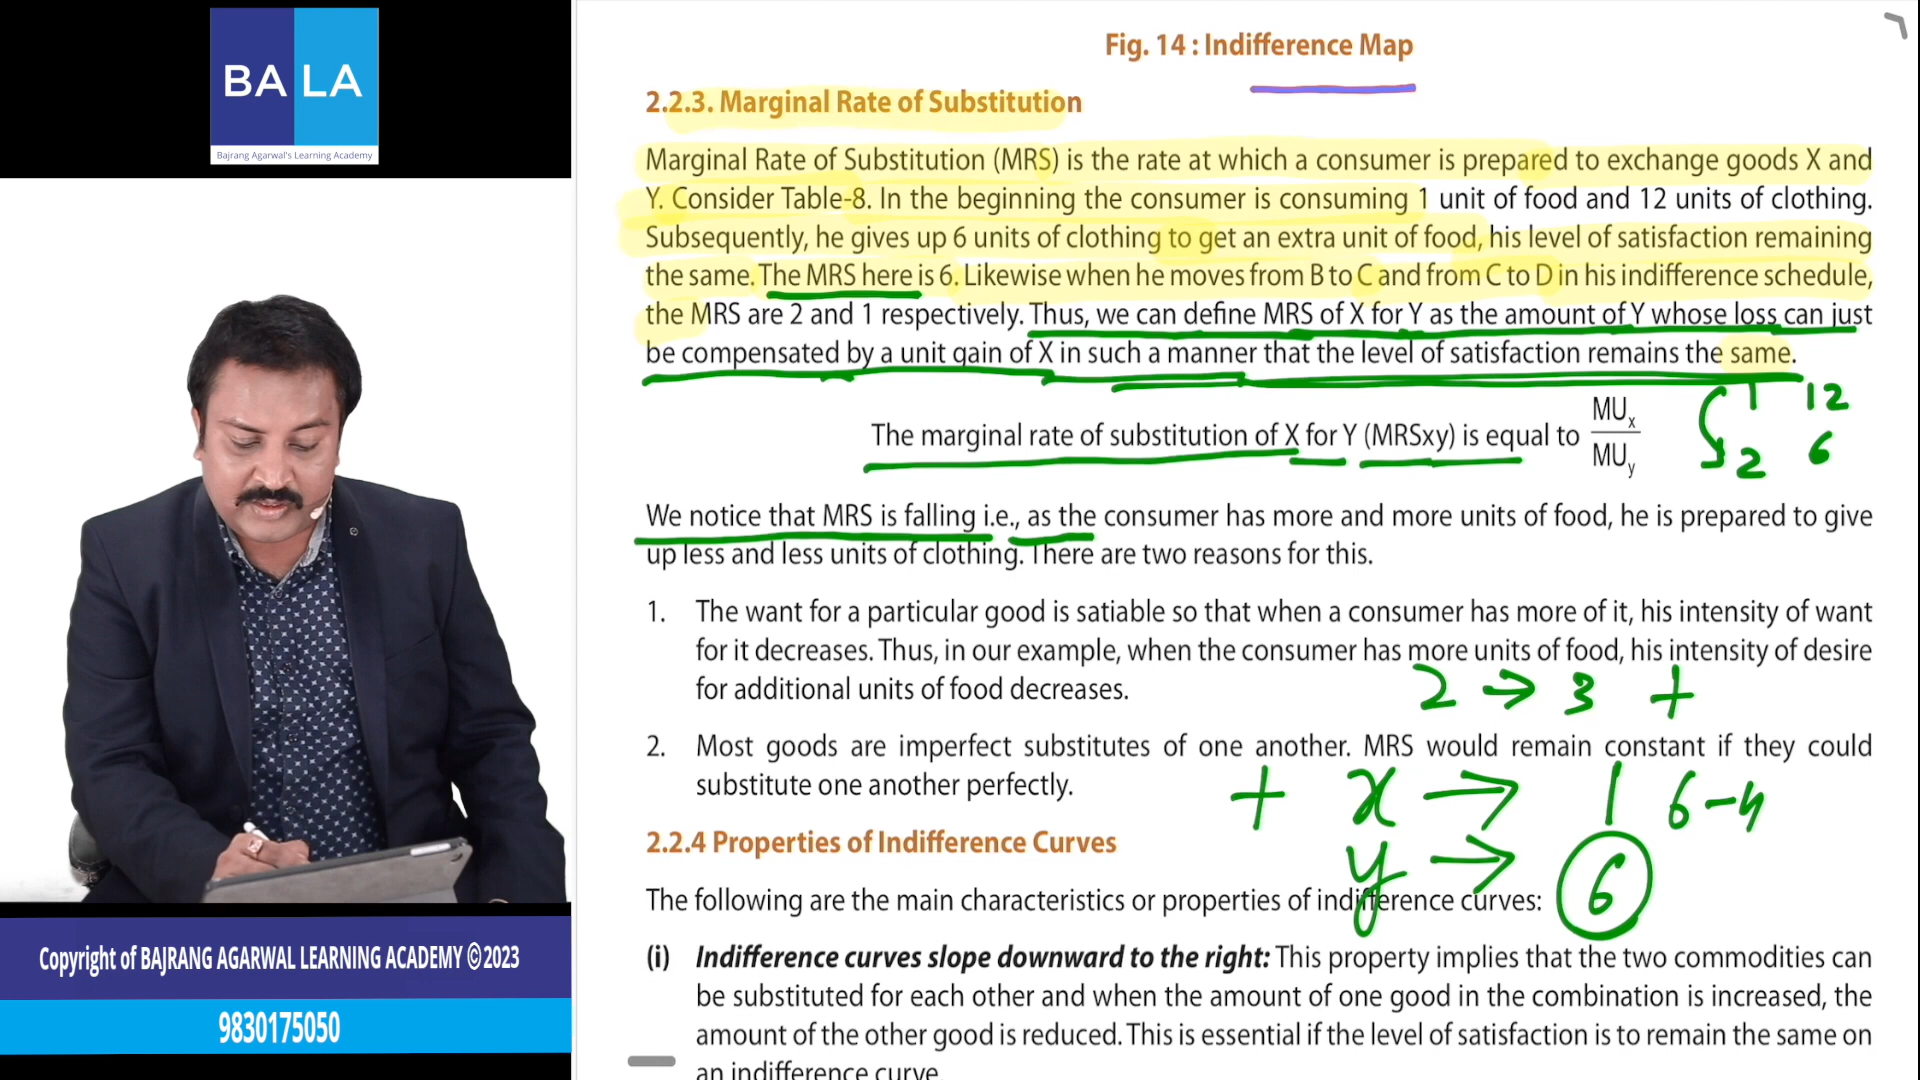 BA LA
Bajrang Agarwal's Learning Academy
Fig. 14 : Indifference Map
2.2.3. Marginal Rate of Substitution
Marginal Rate of Substitution (MRS) is the rate at which a consumer is prepared to exchange goods X and
Y. Consider Table-8. In the beginning the consumer is consuming 1 unit of food and 12 units of clothing.
Subsequently, he gives up 6 units of clothing to get an extra unit of food, his level of satisfaction remaining
the same. The MRS here is 6. Likewise when he moves from B to C and from C to D in his indifference schedule,
the MRS are 2 and 1 respectively. Thus, we can define MRS of X for Y as the amount of Y whose loss can just
be compensated by a unit gain of X in such a manner that the level of satisfaction remains the same.
1 12
The marginal rate of substitution of X for Y (MRSxy) is equal to MUx / MUy
2 6
We notice that MRS is falling i.e., as the consumer has more and more units of food, he is prepared to give
up less and less units of clothing. There are two reasons for this.
1. The want for a particular good is satiable so that when a consumer has more of it, his intensity of want
for it decreases. Thus, in our example, when the consumer has more units of food, his intensity of desire
for additional units of food decreases.
2 → 3 +
2. Most goods are imperfect substitutes of one another. MRS would remain constant if they could
substitute one another perfectly.
+ x → 1 6-4
2.2.4 Properties of Indifference Curves
y → 6
The following are the main characteristics or properties of indifference curves:
(i) Indifference curves slope downward to the right: This property implies that the two commodities can
be substituted for each other and when the amount of one good in the combination is increased, the
amount of the other good is reduced. This is essential if the level of satisfaction is to remain the same on
an indifference curve.
Copyright of BAJRANG AGARWAL LEARNING ACADEMY ©2023
9830175050